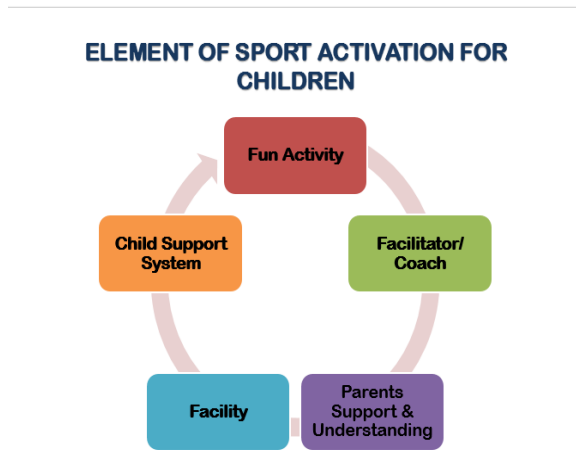 ELEMENT OF SPORT ACTIVATION FOR
CHILDREN
Fun Activity
Facilitator/
Coach
Parents
Support &
Understanding
Facility
Child Support
System